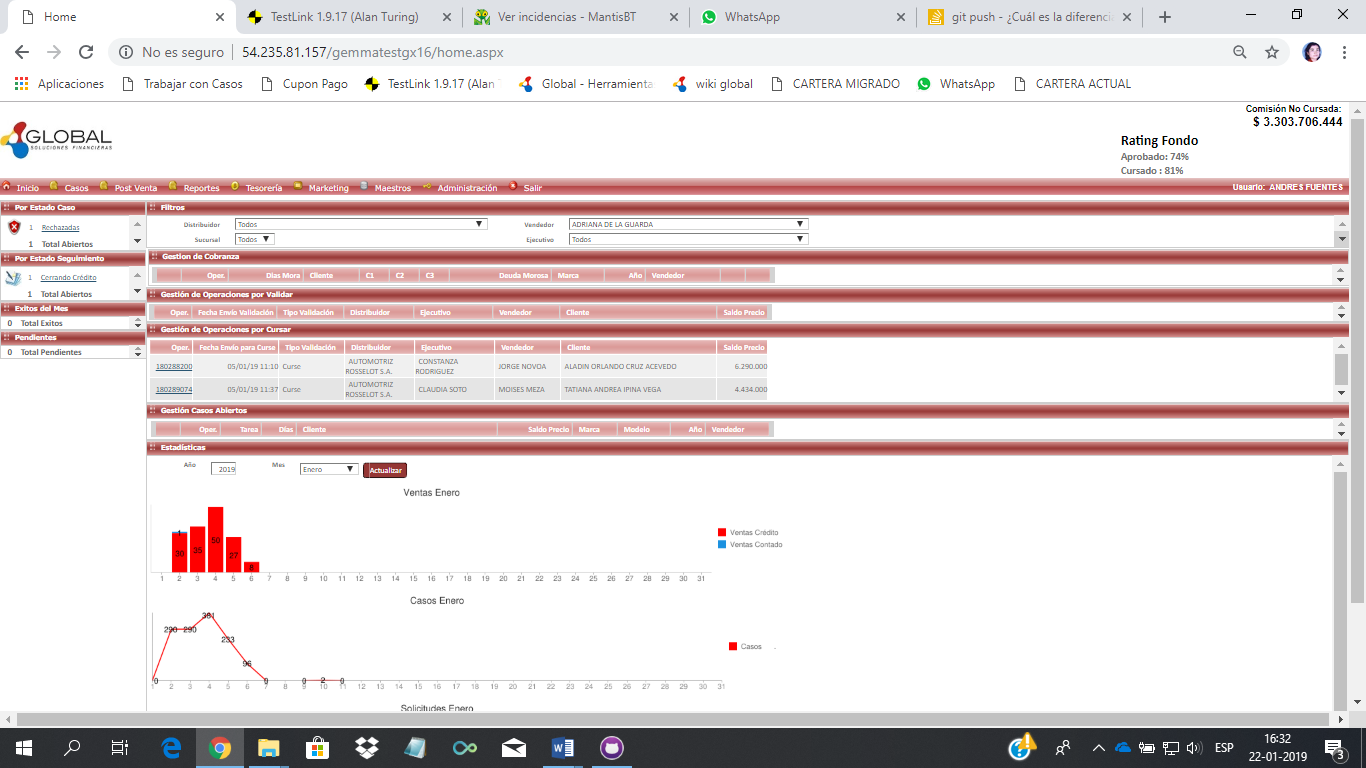 Home
TestLink 1.9.17 (Alan Turing)
Ver incidencias - MantisBT
WhatsApp
git push - ¿Cuál es la diferenci
No es seguro | 54.235.81.157/gemmatestgx16/home.aspx
Aplicaciones
Trabajar con Casos
Cupon Pago
TestLink 1.9.17 (Alan
Global - Herramienta
wiki global
CARTERA MIGRADO
WhatsApp
CARTERA ACTUAL
Comisión No Cursada:
$ 3.303.706.444
GLOBAL
SOLUCIONES FINANCIERAS
Rating Fondo
Aprobado: 74%
Cursado : 81%
Inicio Casos Post Venta Reportes Tesorería Marketing Maestros Administración Salir Usuario: ANDRES FUENTES
Por Estado Caso
1 Rechazadas
1 Total Abiertos
Por Estado Seguimiento
1 Cerrando Crédito
1 Total Abiertos
Exitos del Mes
0 Total Exitos
Pendientes
0 Total Pendientes
Filtros
Distribuidor Todos Vendedor ADRIANA DE LA GUARDA
Sucursal Todos Ejecutivo Todos
Gestion de Cobranza
Oper. Dias Mora Cliente C1 C2 C3 Deuda Morosa Marca Año Vendedor
Gestión de Operaciones por Validar
Oper. Fecha Envio Validación Tipo Validación Distribuidor Ejecutivo Vendedor Cliente Saldo Precio
Gestión de Operaciones por Cursar
Oper. Fecha Envio para Curse Tipo Validación Distribuidor Ejecutivo Vendedor Cliente Saldo Precio
180288200 05/01/19 11:10 Curse AUTOMOTRIZ ROSSELOT S.A. CONSTANZA RODRIGUEZ JORGE NOVOA ALADIN ORLANDO CRUZ ACEVEDO 6.290.000
180289074 05/01/19 11:37 Curse AUTOMOTRIZ ROSSELOT S.A. CLAUDIA SOTO MOISES MEZA TATIANA ANDREA IPINA VEGA 4.434.000
Gestión Casos Abiertos
Oper. Tarea Días Cliente Saldo Precio Marca Modelo Año Vendedor
Estadísticas
Año 2019 Mes Enero Actualizar
Ventas Enero
1
30 35 50 27 8
Ventas Crédito
Ventas Contado
1 2 3 4 5 6 7 8 9 10 11 12 13 14 15 16 17 18 19 20 21 22 23 24 25 26 27 28 29 30 31
Casos Enero
0 290 290 381 233 96 0 0 2 0
Casos
1 2 3 4 5 6 7 8 9 10 11 12 13 14 15 16 17 18 19 20 21 22 23 24 25 26 27 28 29 30 31
Solicitudes Enero
ESP
16:32
22-01-2019
3